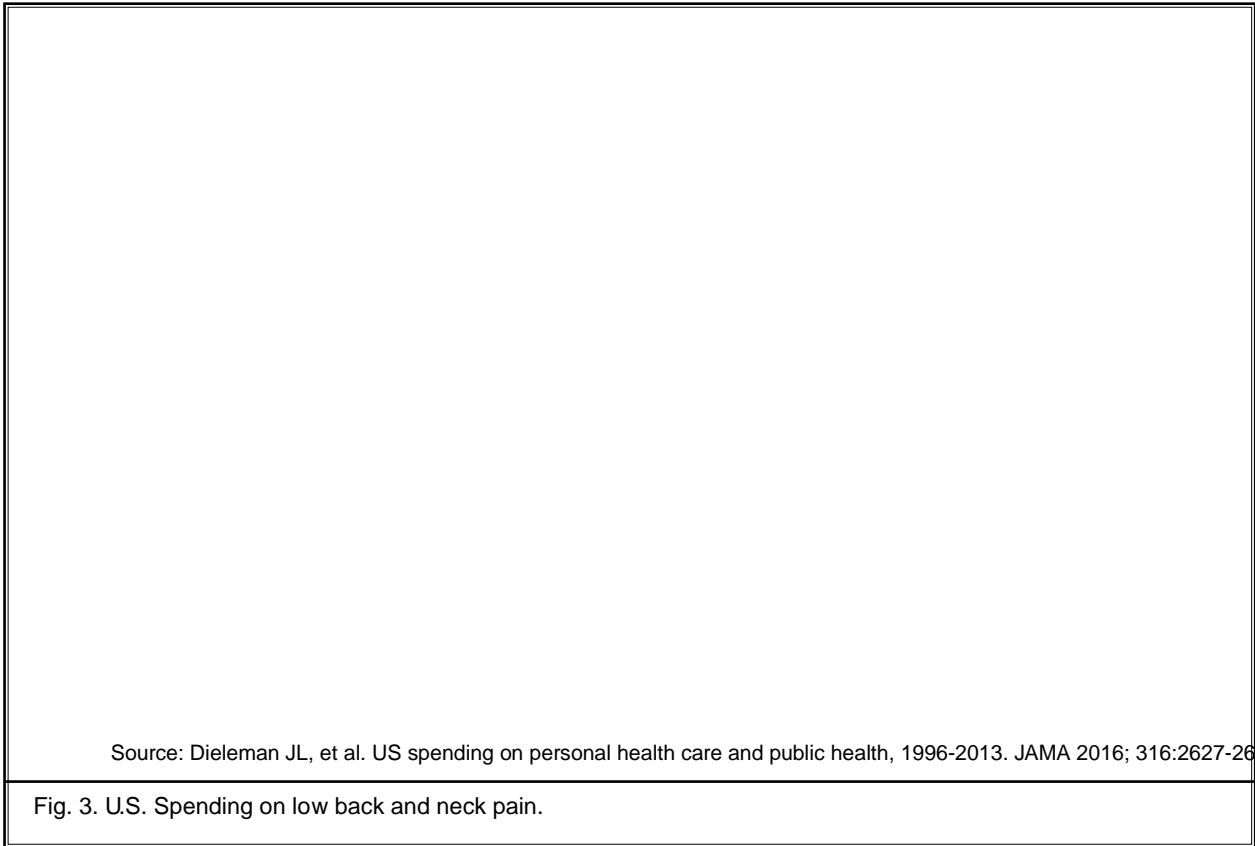 Source: Dieleman JL, et al. US spending on personal health care and public health, 1996-2013. JAMA 2016; 316:2627-26
Fig. 3. U.S. Spending on low back and neck pain.